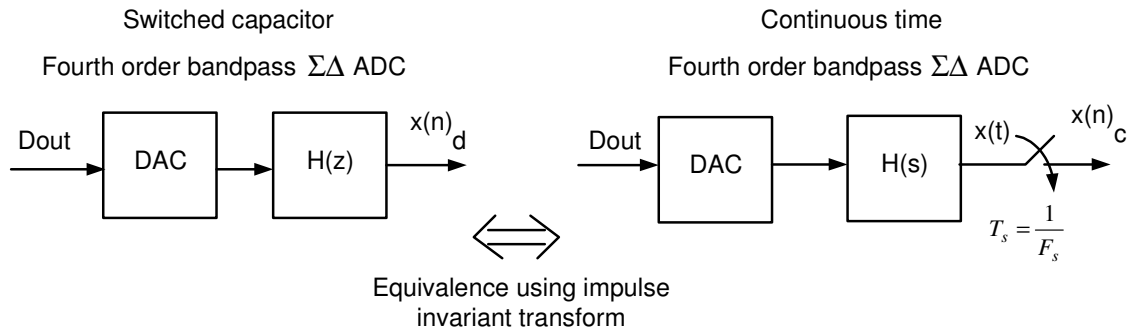 Switched capacitor
Fourth order bandpass ΣΔ ADC
Dout
DAC
H(z)
x(n)d
Continuous time
Fourth order bandpass ΣΔ ADC
Dout
DAC
H(s)
x(t)
x(n)c
Ts = 1/Fs
Equivalence using impulse
invariant transform